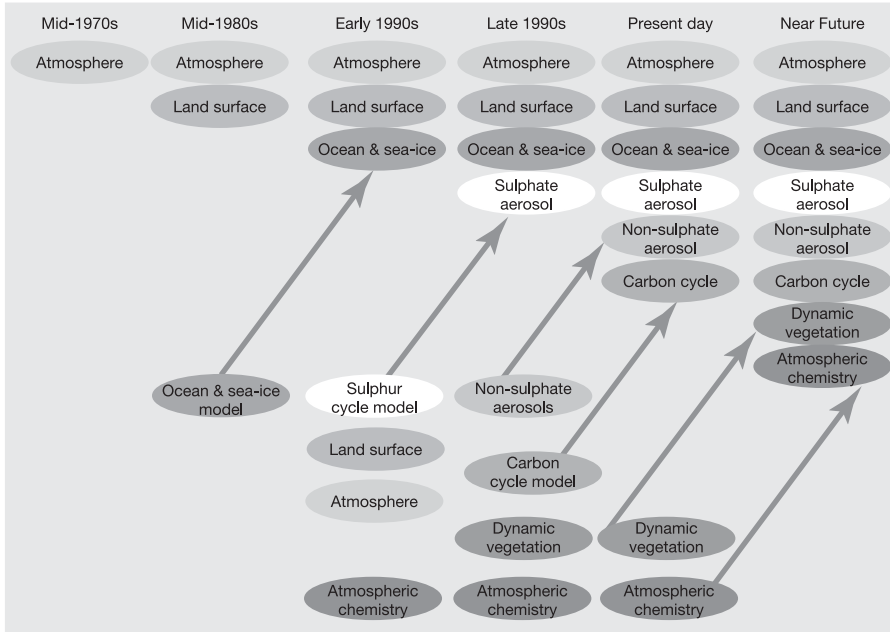 Mid-1970s Mid-1980s Early 1990s Late 1990s Present day Near Future
Atmosphere Atmosphere Atmosphere Atmosphere Atmosphere Atmosphere
Land surface Land surface Land surface Land surface Land surface
Ocean & sea-ice Ocean & sea-ice Ocean & sea-ice Ocean & sea-ice
Sulphate Sulphate Sulphate
aerosol aerosol aerosol
Non-sulphate Non-sulphate
aerosol aerosol
Carbon cycle Carbon cycle
Dynamic
vegetation
Atmospheric
chemistry
Ocean & sea-ice Sulphur Non-sulphate
model cycle model aerosols
Land surface
Carbon
cycle model
Atmosphere
Dynamic Dynamic
vegetation vegetation
Atmospheric Atmospheric Atmospheric
chemistry chemistry chemistry